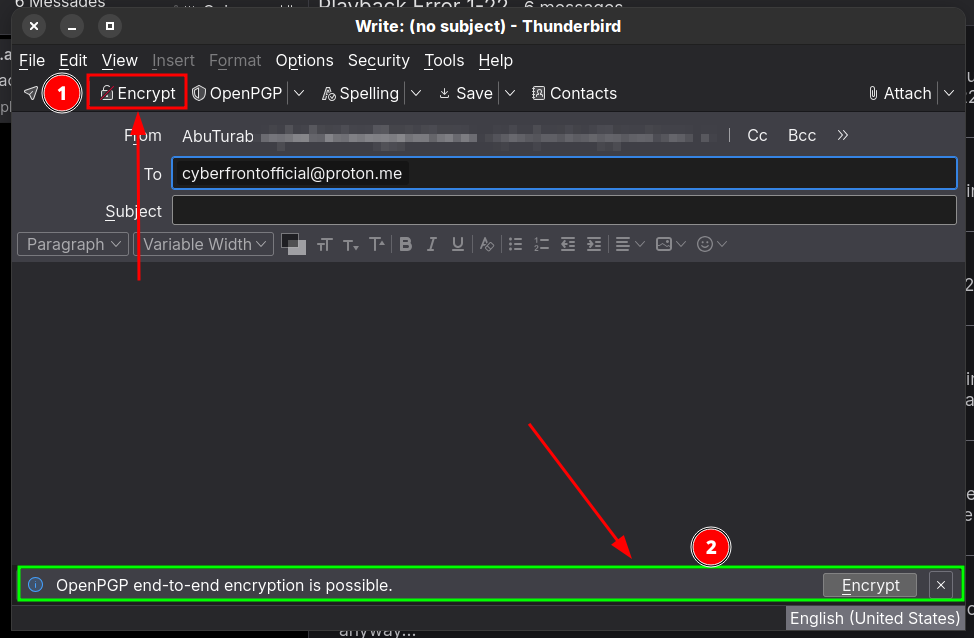 6 Messages
Playback Error 1-22 6 messages
Write: (no subject) - Thunderbird
File Edit View Insert Format Options Security Tools Help
1 Encrypt OpenPGP Spelling Save Contacts Attach
From AbuTurab Cc Bcc »
To cyberfrontofficial@proton.me
Subject
Paragraph Variable Width
2
OpenPGP end-to-end encryption is possible. Encrypt
English (United States)
anyway...